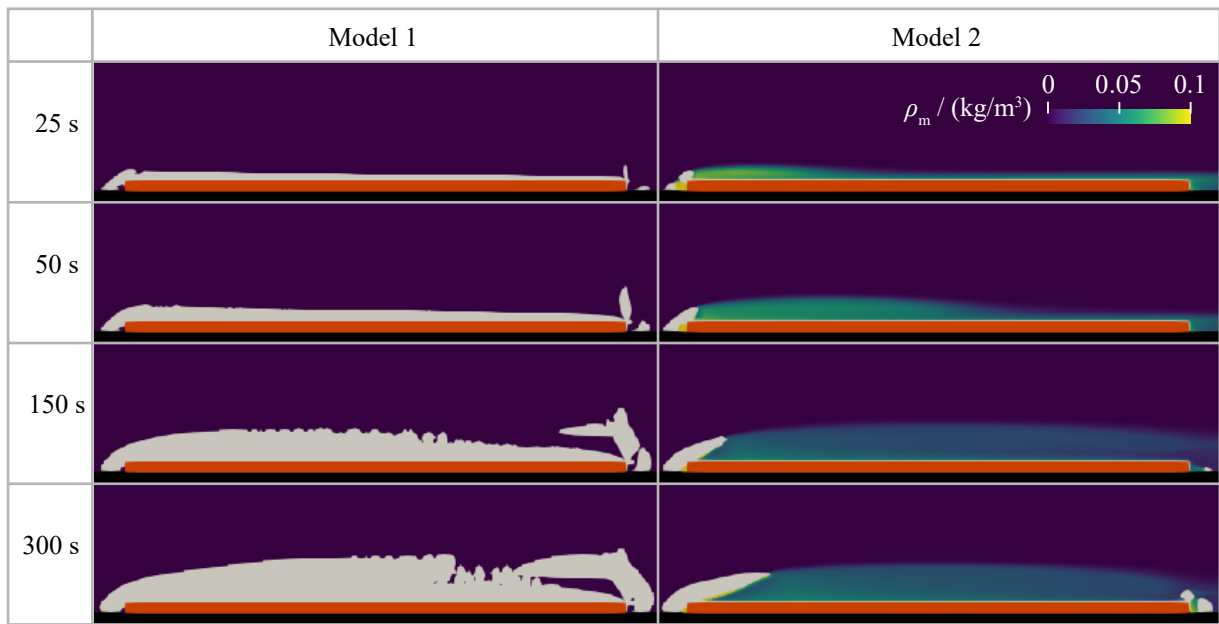 Model 1
Model 2
25 s
0 0.05 0.1
ρm / (kg/m³)
50 s
150 s
300 s